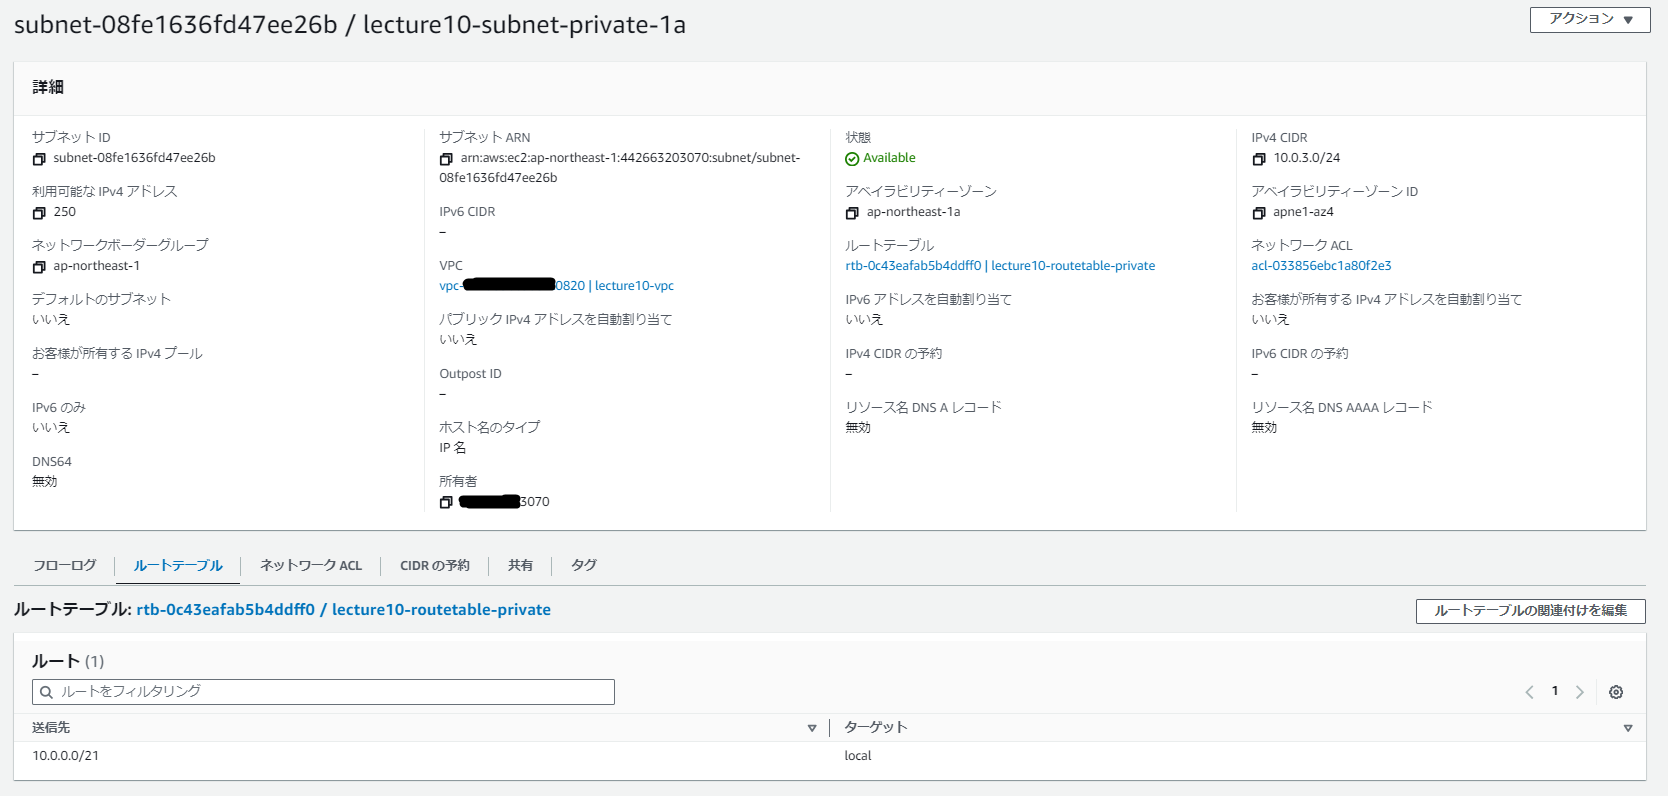 subnet-08fe1636fd47ee26b / lecture10-subnet-private-1a
アクション
詳細
サブネット ID
subnet-08fe1636fd47ee26b
利用可能な IPv4 アドレス
250
ネットワークボーダーグループ
ap-northeast-1
デフォルトのサブネット
いいえ
お客様が所有する IPv4 プール
–
IPv6 のみ
いいえ
DNS64
無効
サブネット ARN
arn:aws:ec2:ap-northeast-1:442663203070:subnet/subnet-
08fe1636fd47ee26b
IPv6 CIDR
–
VPC
vpc-0820 | lecture10-vpc
パブリック IPv4 アドレスを自動割り当て
いいえ
Outpost ID
–
ホスト名のタイプ
IP 名
所有者
3070
状態
Available
アベイラビリティーゾーン
ap-northeast-1a
ルートテーブル
rtb-0c43eafab5b4ddff0 | lecture10-routetable-private
IPv6 アドレスを自動割り当て
いいえ
IPv4 CIDR の予約
–
リソース名 DNS A レコード
無効
IPv4 CIDR
10.0.3.0/24
アベイラビリティーゾーン ID
apne1-az4
ネットワーク ACL
acl-033856ebc1a80f2e3
お客様が所有する IPv4 アドレスを自動割り当て
いいえ
IPv6 CIDR の予約
–
リソース名 DNS AAAA レコード
無効
フローログ ルートテーブル ネットワーク ACL CIDR の予約 共有 タグ
ルートテーブル: rtb-0c43eafab5b4ddff0 / lecture10-routetable-private
ルートテーブルの関連付けを編集
ルート (1)
ルートをフィルタリング
1
送信先 ターゲット
10.0.0.0/21 local